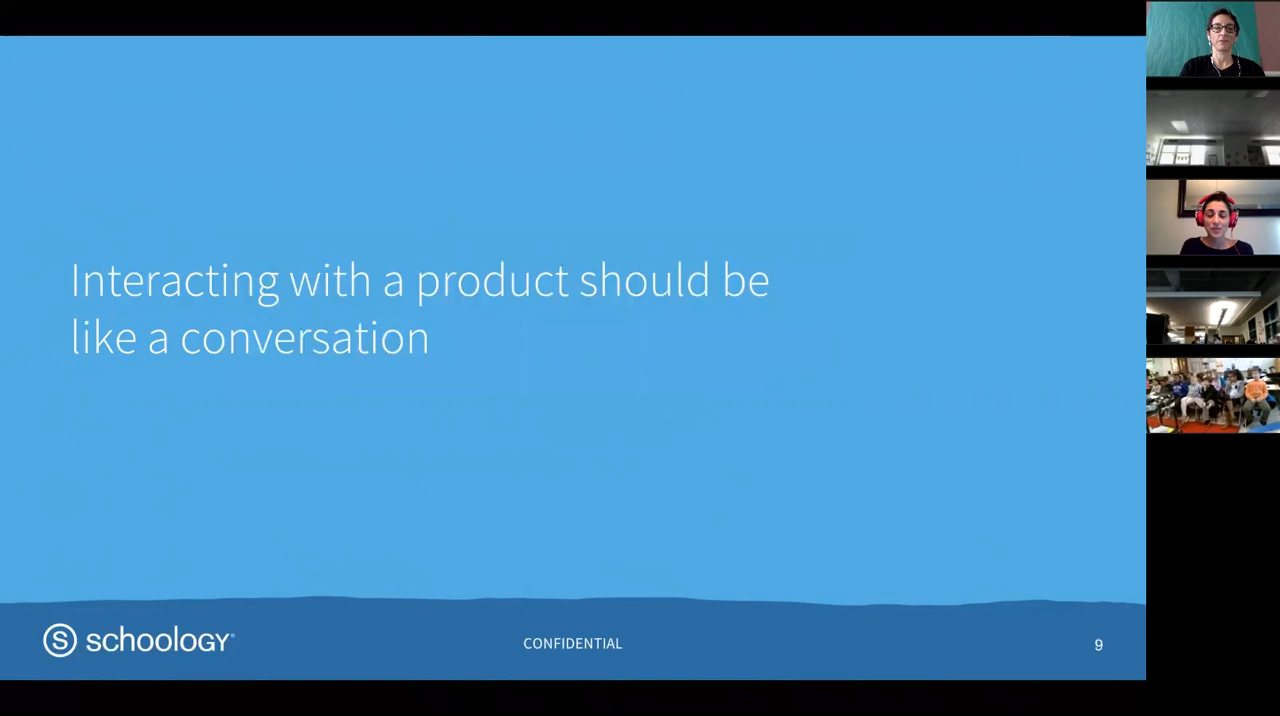 Interacting with a product should be
like a conversation
S schoology®
CONFIDENTIAL
9